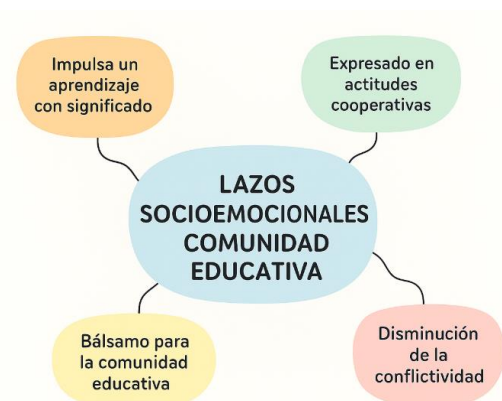 Impulsa un
aprendizaje
con significado
Expresado en
actitudes
cooperativas
LAZOS
SOCIOEMOCIONALES
COMUNIDAD
EDUCATIVA
Bálsamo para
la comunidad
educativa
Disminución
de la
conflictividad